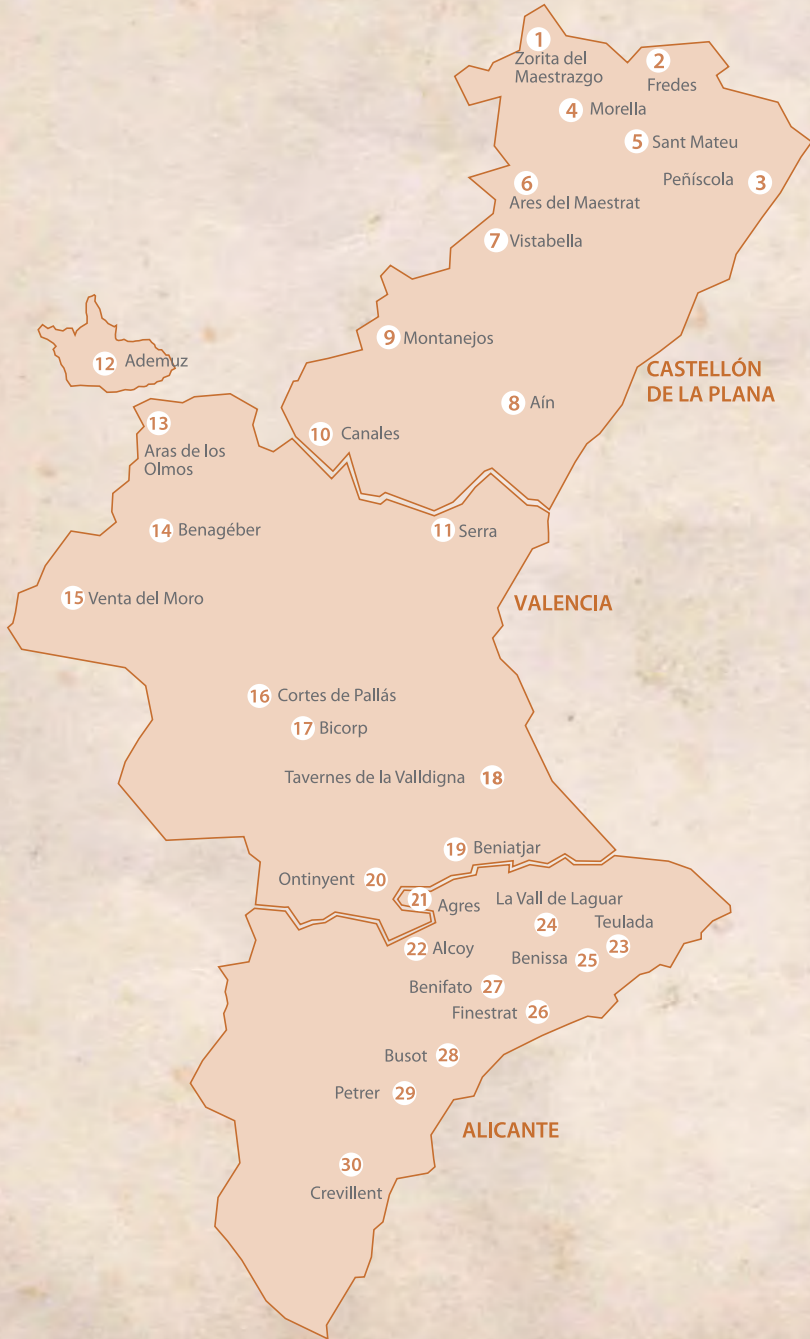 1
Zorita del
Maestrazgo
2
Fredes
4 Morella
5 Sant Mateu
Peñíscola 3
6
Ares del Maestrat
7 Vistabella
9 Montanejos
12 Ademuz
CASTELLÓN
DE LA PLANA
8 Aín
13
Aras de los
Olmos
10 Canales
14 Benagéber
11 Serra
15 Venta del Moro
VALENCIA
16 Cortes de Pallás
17 Bicorp
Tavernes de la Valldigna 18
19 Beniatjar
Ontinyent 20
21 Agres
La Vall de Laguar
24
Teulada
23
22 Alcoy
Benissa 25
Benifato 27
Finestrat 26
Busot 28
Petrer 29
ALICANTE
30
Crevillent